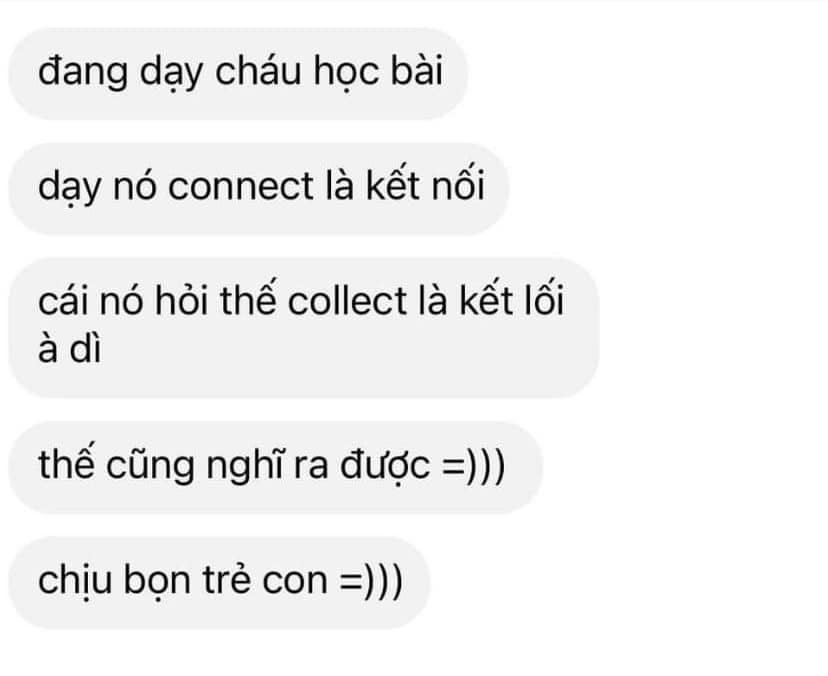 đang dạy cháu học bài
dạy nó connect là kết nối
cái nó hỏi thế collect là kết lối
à dì
thế cũng nghĩ ra được =)))
chịu bọn trẻ con =)))